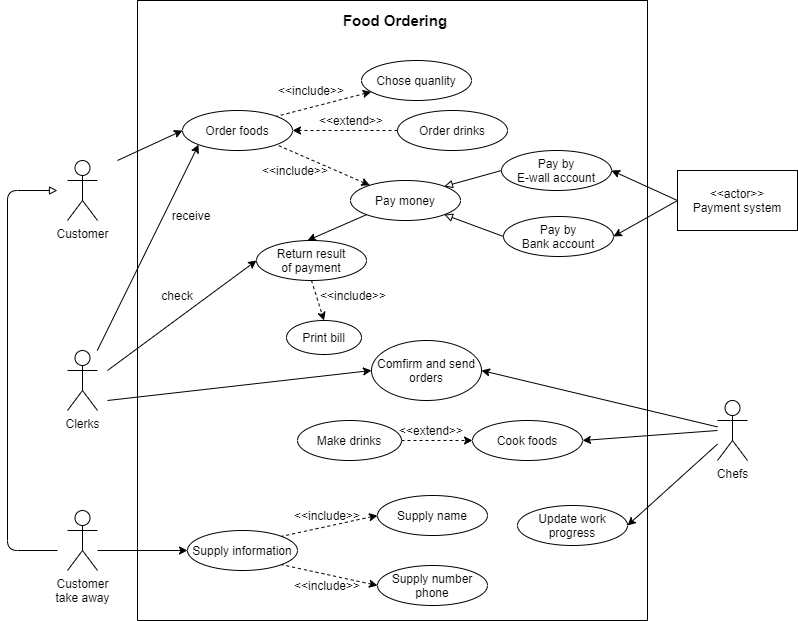 Food Ordering
<<include>>
Chose quanlity
Order foods
<<extend>>
Order drinks
<<include>>
Pay by
E-wall account
<<actor>>
Payment system
Pay money
Customer
receive
Pay by
Bank account
Return result
of payment
check
<<include>>
Print bill
Comfirm and send
orders
Clerks
Make drinks
<<extend>>
Cook foods
Chefs
<<include>>
Supply name
Update work
progress
Supply information
<<include>>
Supply number
phone
Customer
take away